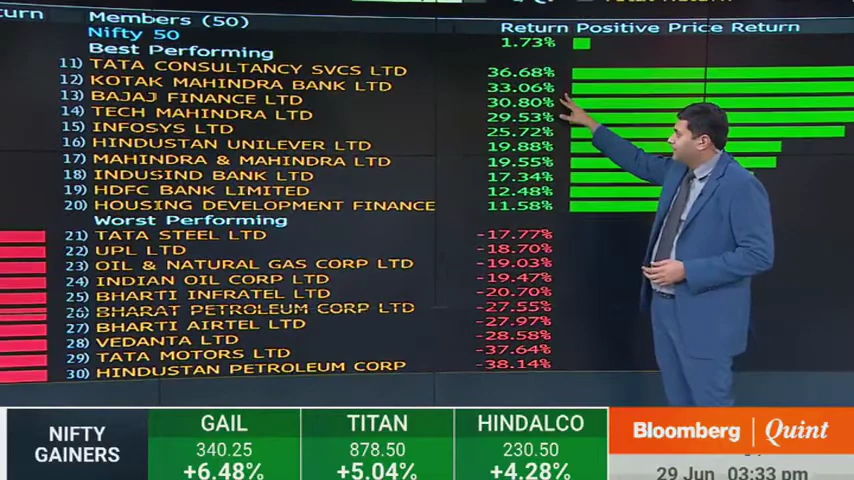 Members (50)
Return Positive Price Return
Nifty 50 1.73%
Best Performing
11) TATA CONSULTANCY SVCS LTD 36.68%
12) KOTAK MAHINDRA BANK LTD 33.06%
13) BAJAJ FINANCE LTD 30.80%
14) TECH MAHINDRA LTD 29.53%
15) INFOSYS LTD 25.72%
16) HINDUSTAN UNILEVER LTD 19.88%
17) MAHINDRA & MAHINDRA LTD 19.55%
18) INDUSIND BANK LTD 17.34%
19) HDFC BANK LIMITED 12.48%
20) HOUSING DEVELOPMENT FINANCE 11.58%
Worst Performing
21) TATA STEEL LTD -17.77%
22) UPL LTD -18.70%
23) OIL & NATURAL GAS CORP LTD -19.03%
24) INDIAN OIL CORP LTD -19.47%
25) BHARTI INFRATEL LTD -20.70%
26) BHARAT PETROLEUM CORP LTD -27.55%
27) BHARTI AIRTEL LTD -27.97%
28) VEDANTA LTD -28.58%
29) TATA MOTORS LTD -37.64%
30) HINDUSTAN PETROLEUM CORP -38.14%
NIFTY
GAINERS
GAIL
340.25
+6.48%
TITAN
878.50
+5.04%
HINDALCO
230.50
+4.28%
Bloomberg | Quint
29 Jun 03:33 pm